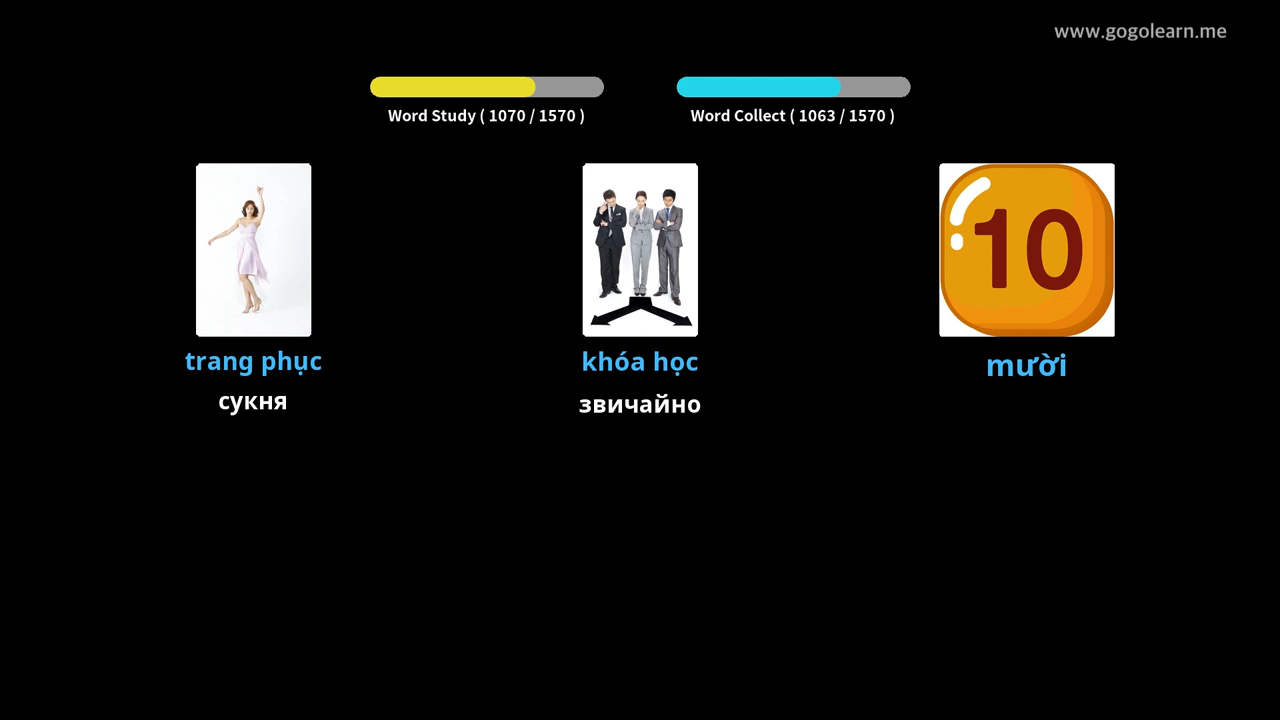 www.gogolearn.me
Word Study ( 1070 / 1570 )
Word Collect ( 1063 / 1570 )
10
trang phục
khóa học
mười
сукня
звичайно